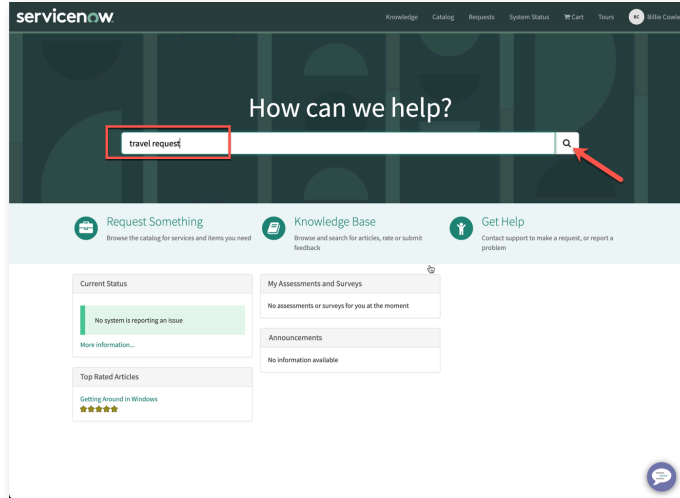 servicenow
Knowledge Catalog Requests System Status Cart Tours BC Billie Cowle
How can we help?
travel request
Request Something
Browse the catalog for services and items you need
Knowledge Base
Browse and search for articles, rate or submit
feedback
Get Help
Contact support to make a request, or report a
problem
Current Status
No system is reporting an issue
More information...
Top Rated Articles
Getting Around in Windows
My Assessments and Surveys
No assessments or surveys for you at the moment
Announcements
No information available